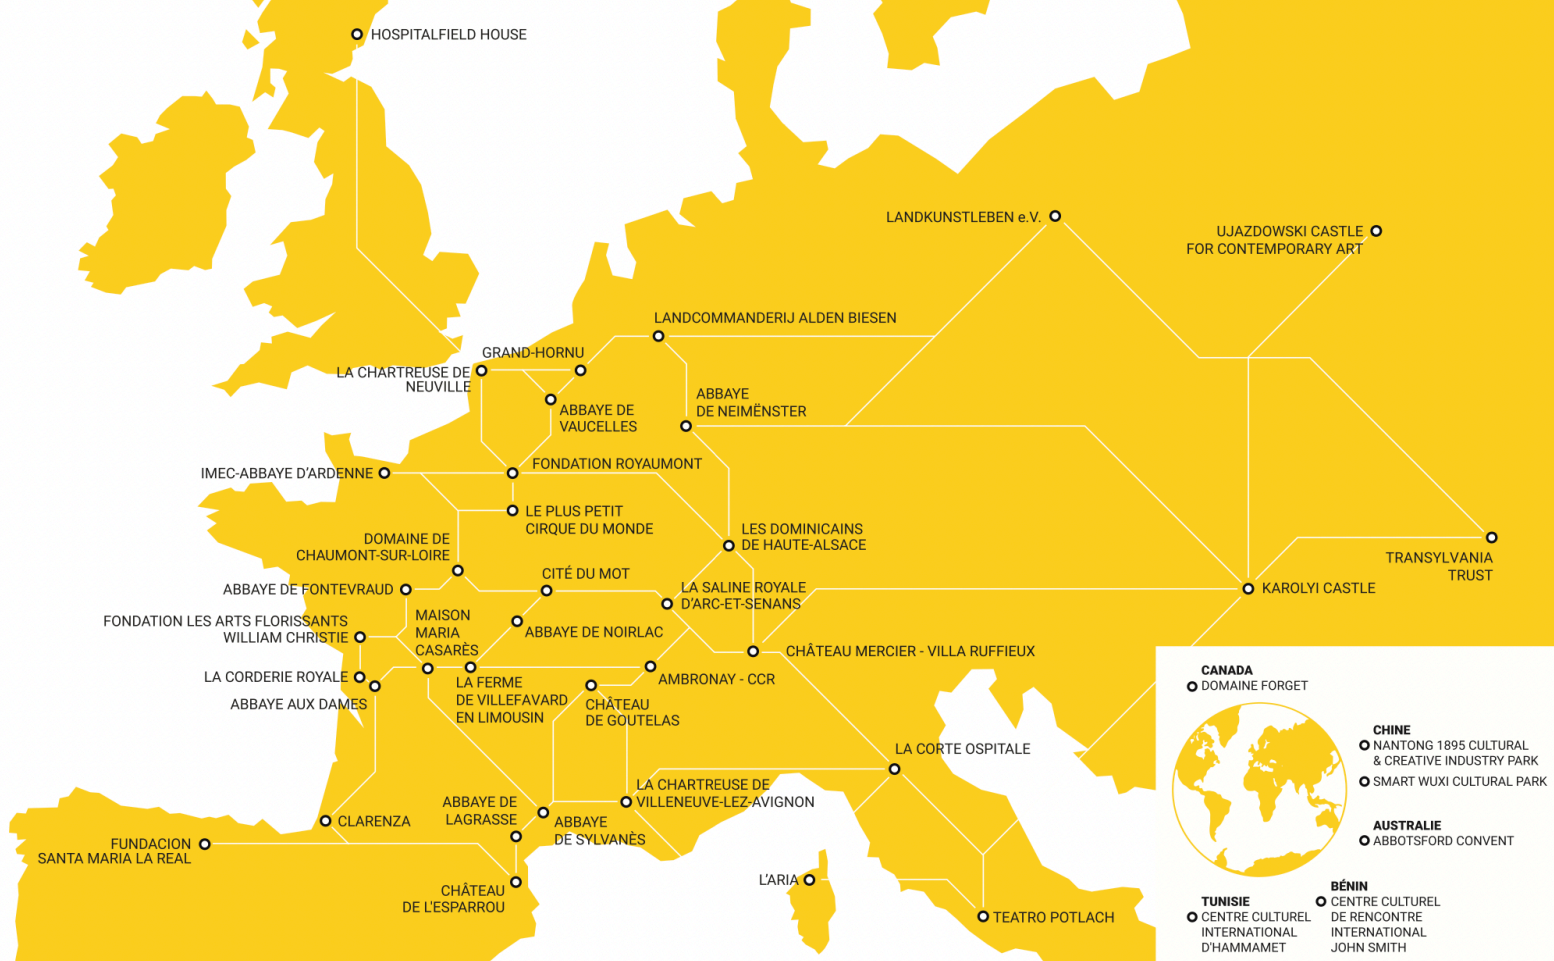 HOSPITALFIELD HOUSE
LANDKUNSTLEBEN e.V.
UJAZDOWSKI CASTLE
FOR CONTEMPORARY ART
LANDCOMMANDERIJ ALDEN BIESEN
GRAND-HORNU
LA CHARTREUSE DE
NEUVILLE
ABBAYE
DE NEIMËNSTER
ABBAYE DE
VAUCELLES
IMEC-ABBAYE D'ARDENNE
FONDATION ROYAUMONT
LE PLUS PETIT
CIRQUE DU MONDE
LES DOMINICAINS
DE HAUTE-ALSACE
DOMAINE DE
CHAUMONT-SUR-LOIRE
TRANSYLVANIA
TRUST
CITÉ DU MOT
ABBAYE DE FONTEVRAUD
LA SALINE ROYALE
D'ARC-ET-SENANS
KAROLYI CASTLE
FONDATION LES ARTS FLORISSANTS
WILLIAM CHRISTIE
MAISON
MARIA
CASARÈS
ABBAYE DE NOIRLAC
CHÂTEAU MERCIER - VILLA RUFFIEUX
LA CORDERIE ROYALE
ABBAYE AUX DAMES
LA FERME
DE VILLEFAVARD
EN LIMOUSIN
AMBRONAY - CCR
CHÂTEAU
DE GOUTELAS
LA CORTE OSPITALE
LA CHARTREUSE DE
VILLENEUVE-LEZ-AVIGNON
ABBAYE DE
LAGRASSE
ABBAYE
DE SYLVANÈS
CLARENZA
FUNDACION
SANTA MARIA LA REAL
CHÂTEAU
DE L'ESPARROU
L'ARIA
TEATRO POTLACH
CANADA
DOMAINE FORGET
CHINE
NANTONG 1895 CULTURAL
& CREATIVE INDUSTRY PARK
SMART WUXI CULTURAL PARK
AUSTRALIE
ABBOTSFORD CONVENT
TUNISIE
CENTRE CULTUREL
INTERNATIONAL
D'HAMMAMET
BÉNIN
CENTRE CULTUREL
DE RENCONTRE
INTERNATIONAL
JOHN SMITH